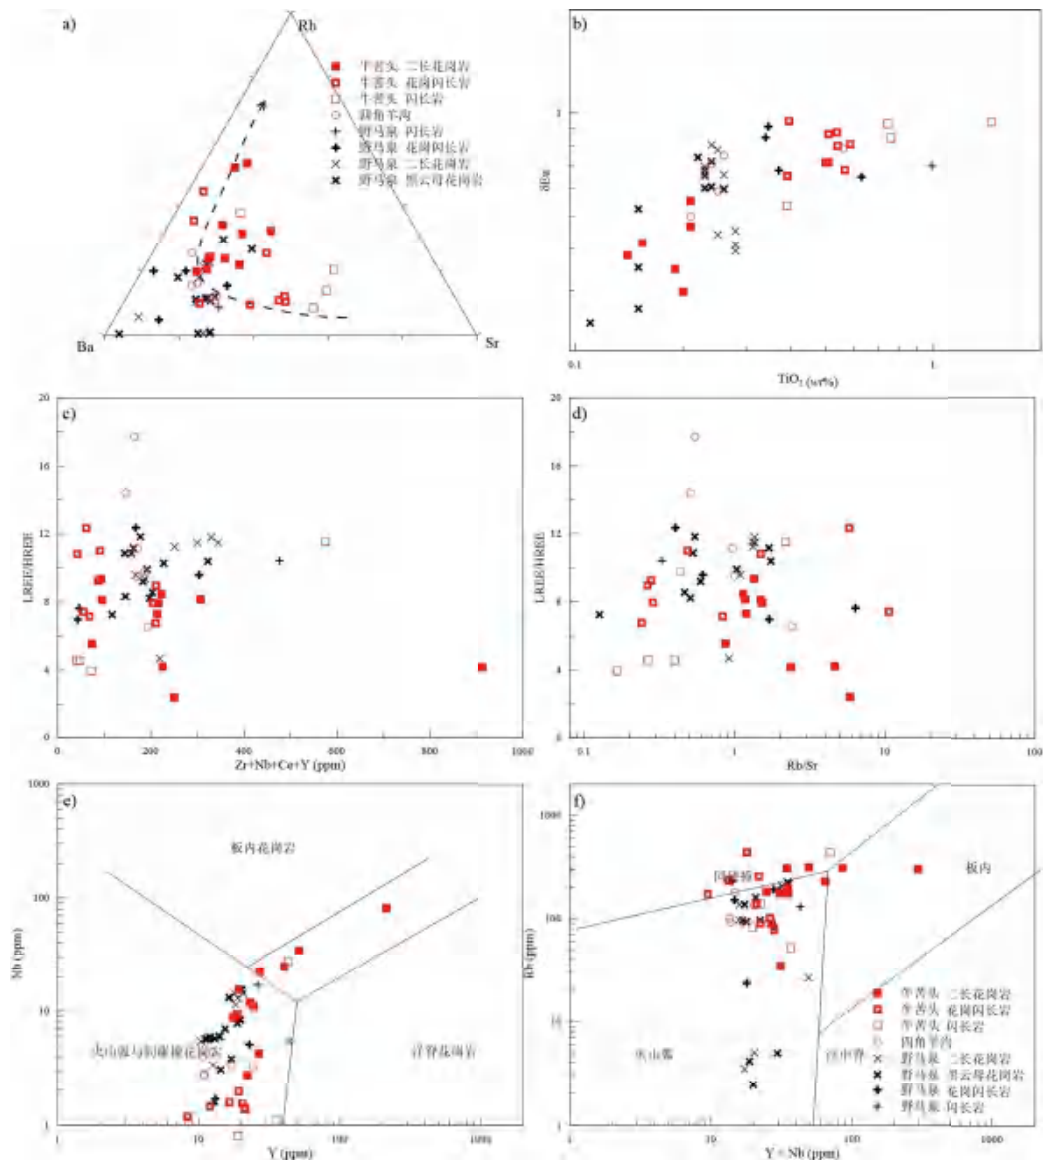 a)
Rb
牛苦头 二长花岗岩
牛苦头 花岗闪长岩
牛苦头 闪长岩
四角羊沟
野马泉 闪长岩
野马泉 花岗闪长岩
野马泉 二长花岗岩
野马泉 黑云母花岗岩
Ba
Sr
b)
δEu
1
0.1
1
TiO₂ (wt%)
c)
LREE/HREE
20
16
12
8
4
0
0
200
400
600
800
1000
Zr+Nb+Ce+Y (ppm)
d)
LREE/HREE
20
16
12
8
4
0
0.1
1
10
100
Rb/Sr
e)
Nb (ppm)
1000
100
10
1
板内花岗岩
火山弧与同碰撞花岗岩
洋脊花岗岩
1
10
100
1000
Y (ppm)
f)
Rb (ppm)
1000
100
10
1
同碰撞
板内
火山弧
洋中脊
牛苦头 二长花岗岩
牛苦头 花岗闪长岩
牛苦头 闪长岩
四角羊沟
野马泉 二长花岗岩
野马泉 黑云母花岗岩
野马泉 花岗闪长岩
野马泉 闪长岩
1
10
100
1000
Y + Nb (ppm)